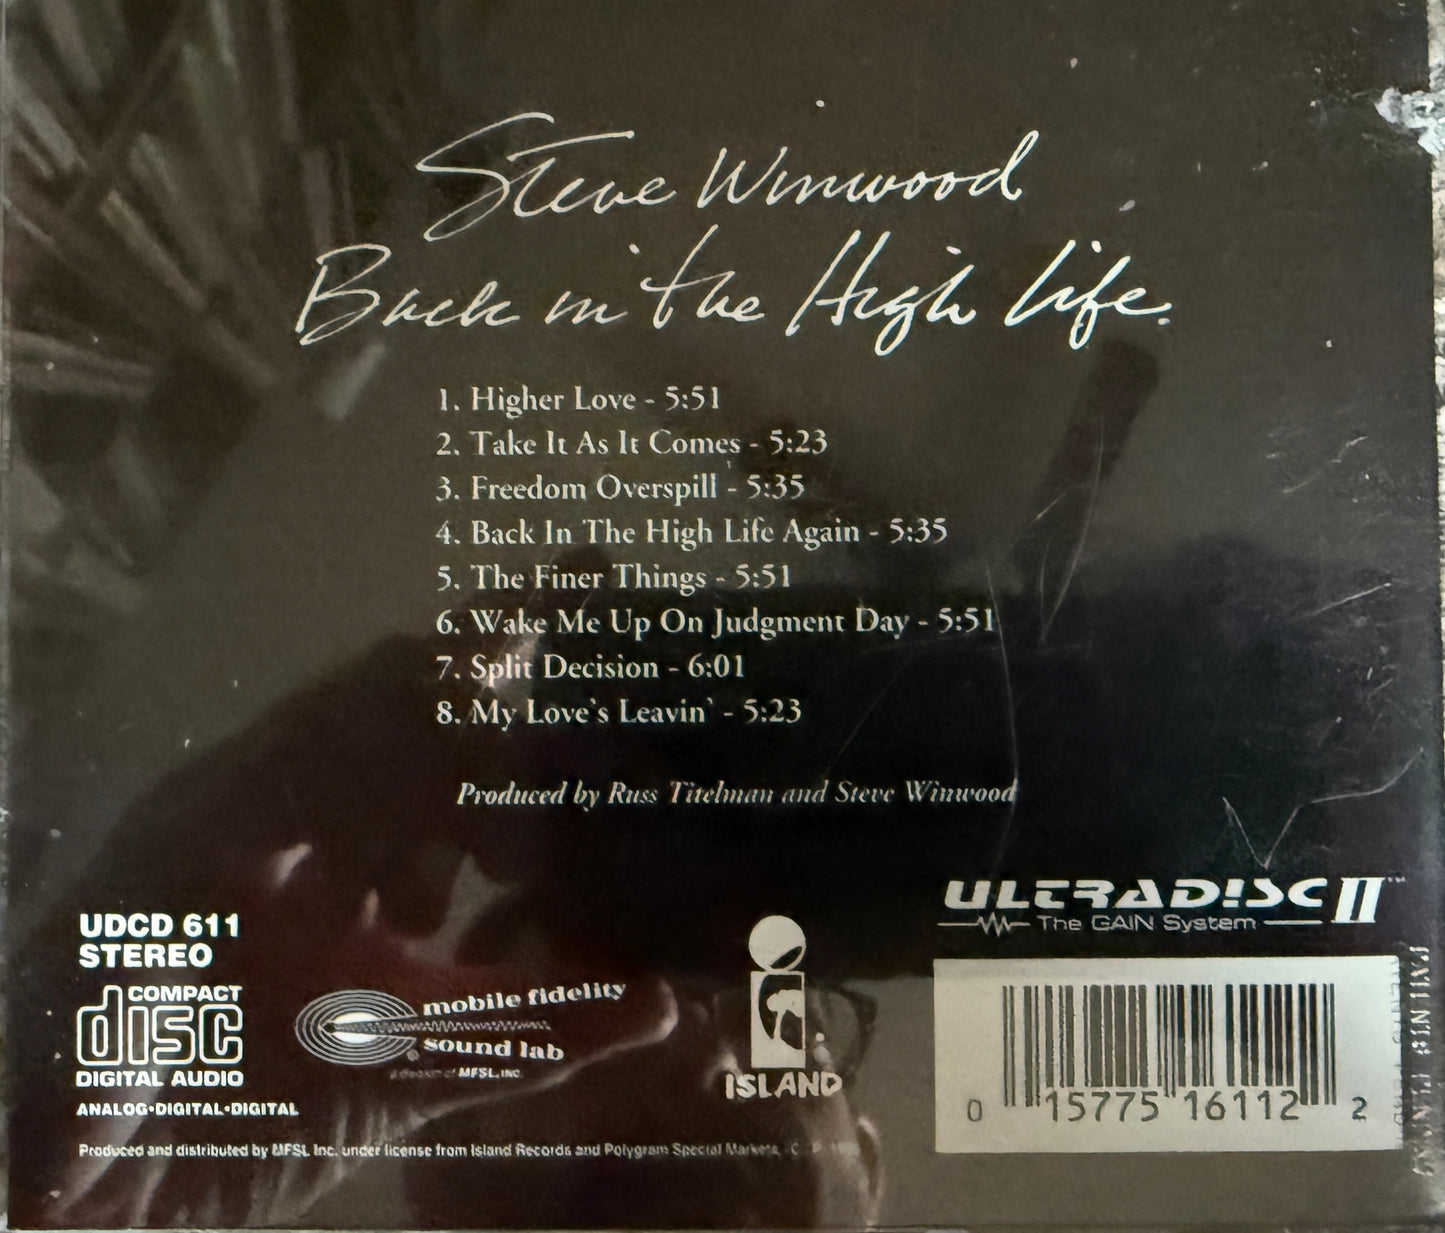 Steve Winwood
Back in the High Life.
1. Higher Love - 5:51
2. Take It As It Comes - 5:23
3. Freedom Overspill - 5:35
4. Back In The High Life Again - 5:35
5. The Finer Things - 5:51
6. Wake Me Up On Judgment Day - 5:51
7. Split Decision - 6:01
8. My Love's Leavin' - 5:23
Produced by Russ Titelman and Steve Winwood
ULTRADISC II™
The GAIN System
UDCD 611
STEREO
COMPACT
disc
DIGITAL AUDIO
ANALOG•DIGITAL•DIGITAL
mobile fidelity
sound lab
®
A division of MFSL, INC.
ISLAND
0 15775 16112 2
Produced and distributed by MFSL Inc. under license from Island Records and Polygram Special Markets,